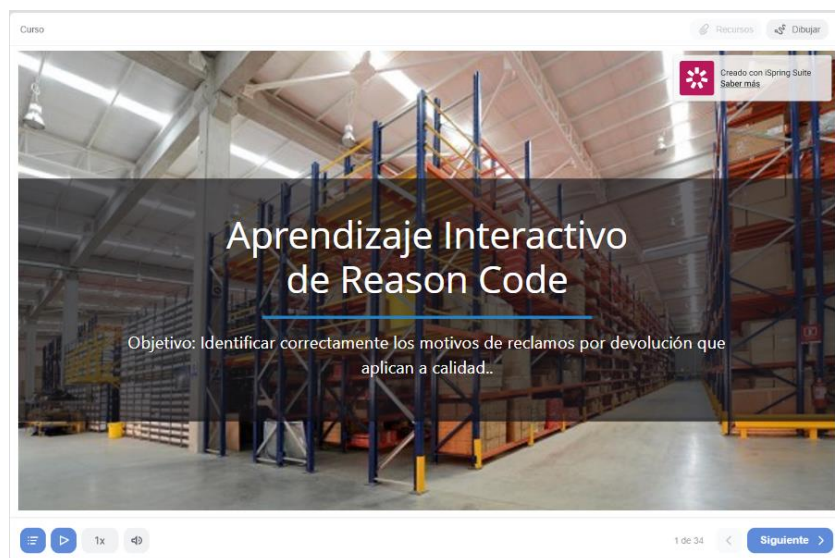 Curso
Recursos
Dibujar
Creado con iSpring Suite
Saber más
Aprendizaje Interactivo
de Reason Code
Objetivo: Identificar correctamente los motivos de reclamos por devolución que
aplican a calidad..
1x
1 de 34
Siguiente